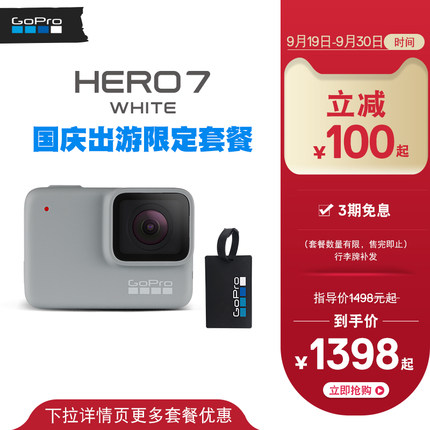 GoPro
HERO7
WHITE
国庆出游限定套餐
GoPro
GoPro
下拉详情页更多套餐优惠
9月19日-9月30日 时间
立减
¥100起
3期免息
(套餐数量有限，售完即止)
行李牌补发
指导价1498元起
到手价
¥1398起
立即抢购▶